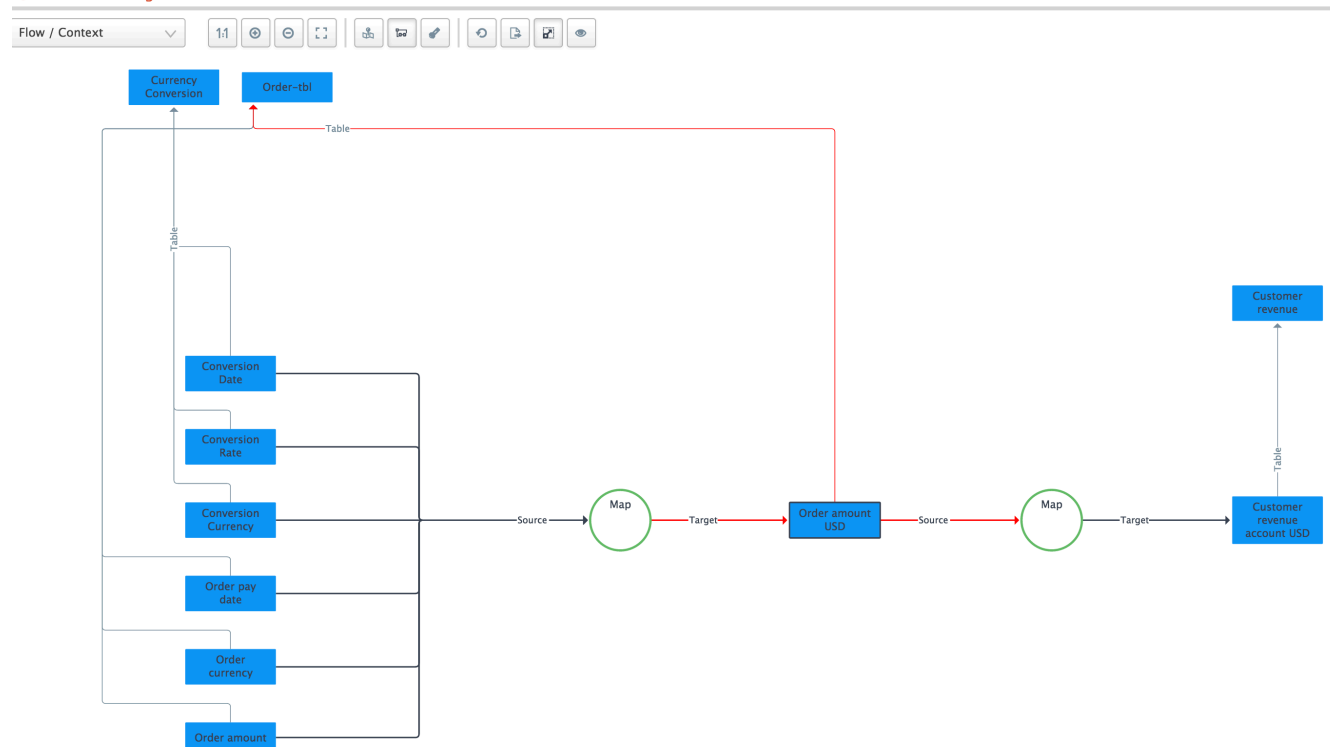 Flow / Context
1:1
Currency
Conversion
Order-tbl
Table
Table
Customer
revenue
Conversion
Date
Conversion
Rate
Table
Conversion
Currency
Source
Map
Target
Order amount
USD
Source
Map
Target
Customer
revenue
account USD
Order pay
date
Order
currency
Order amount